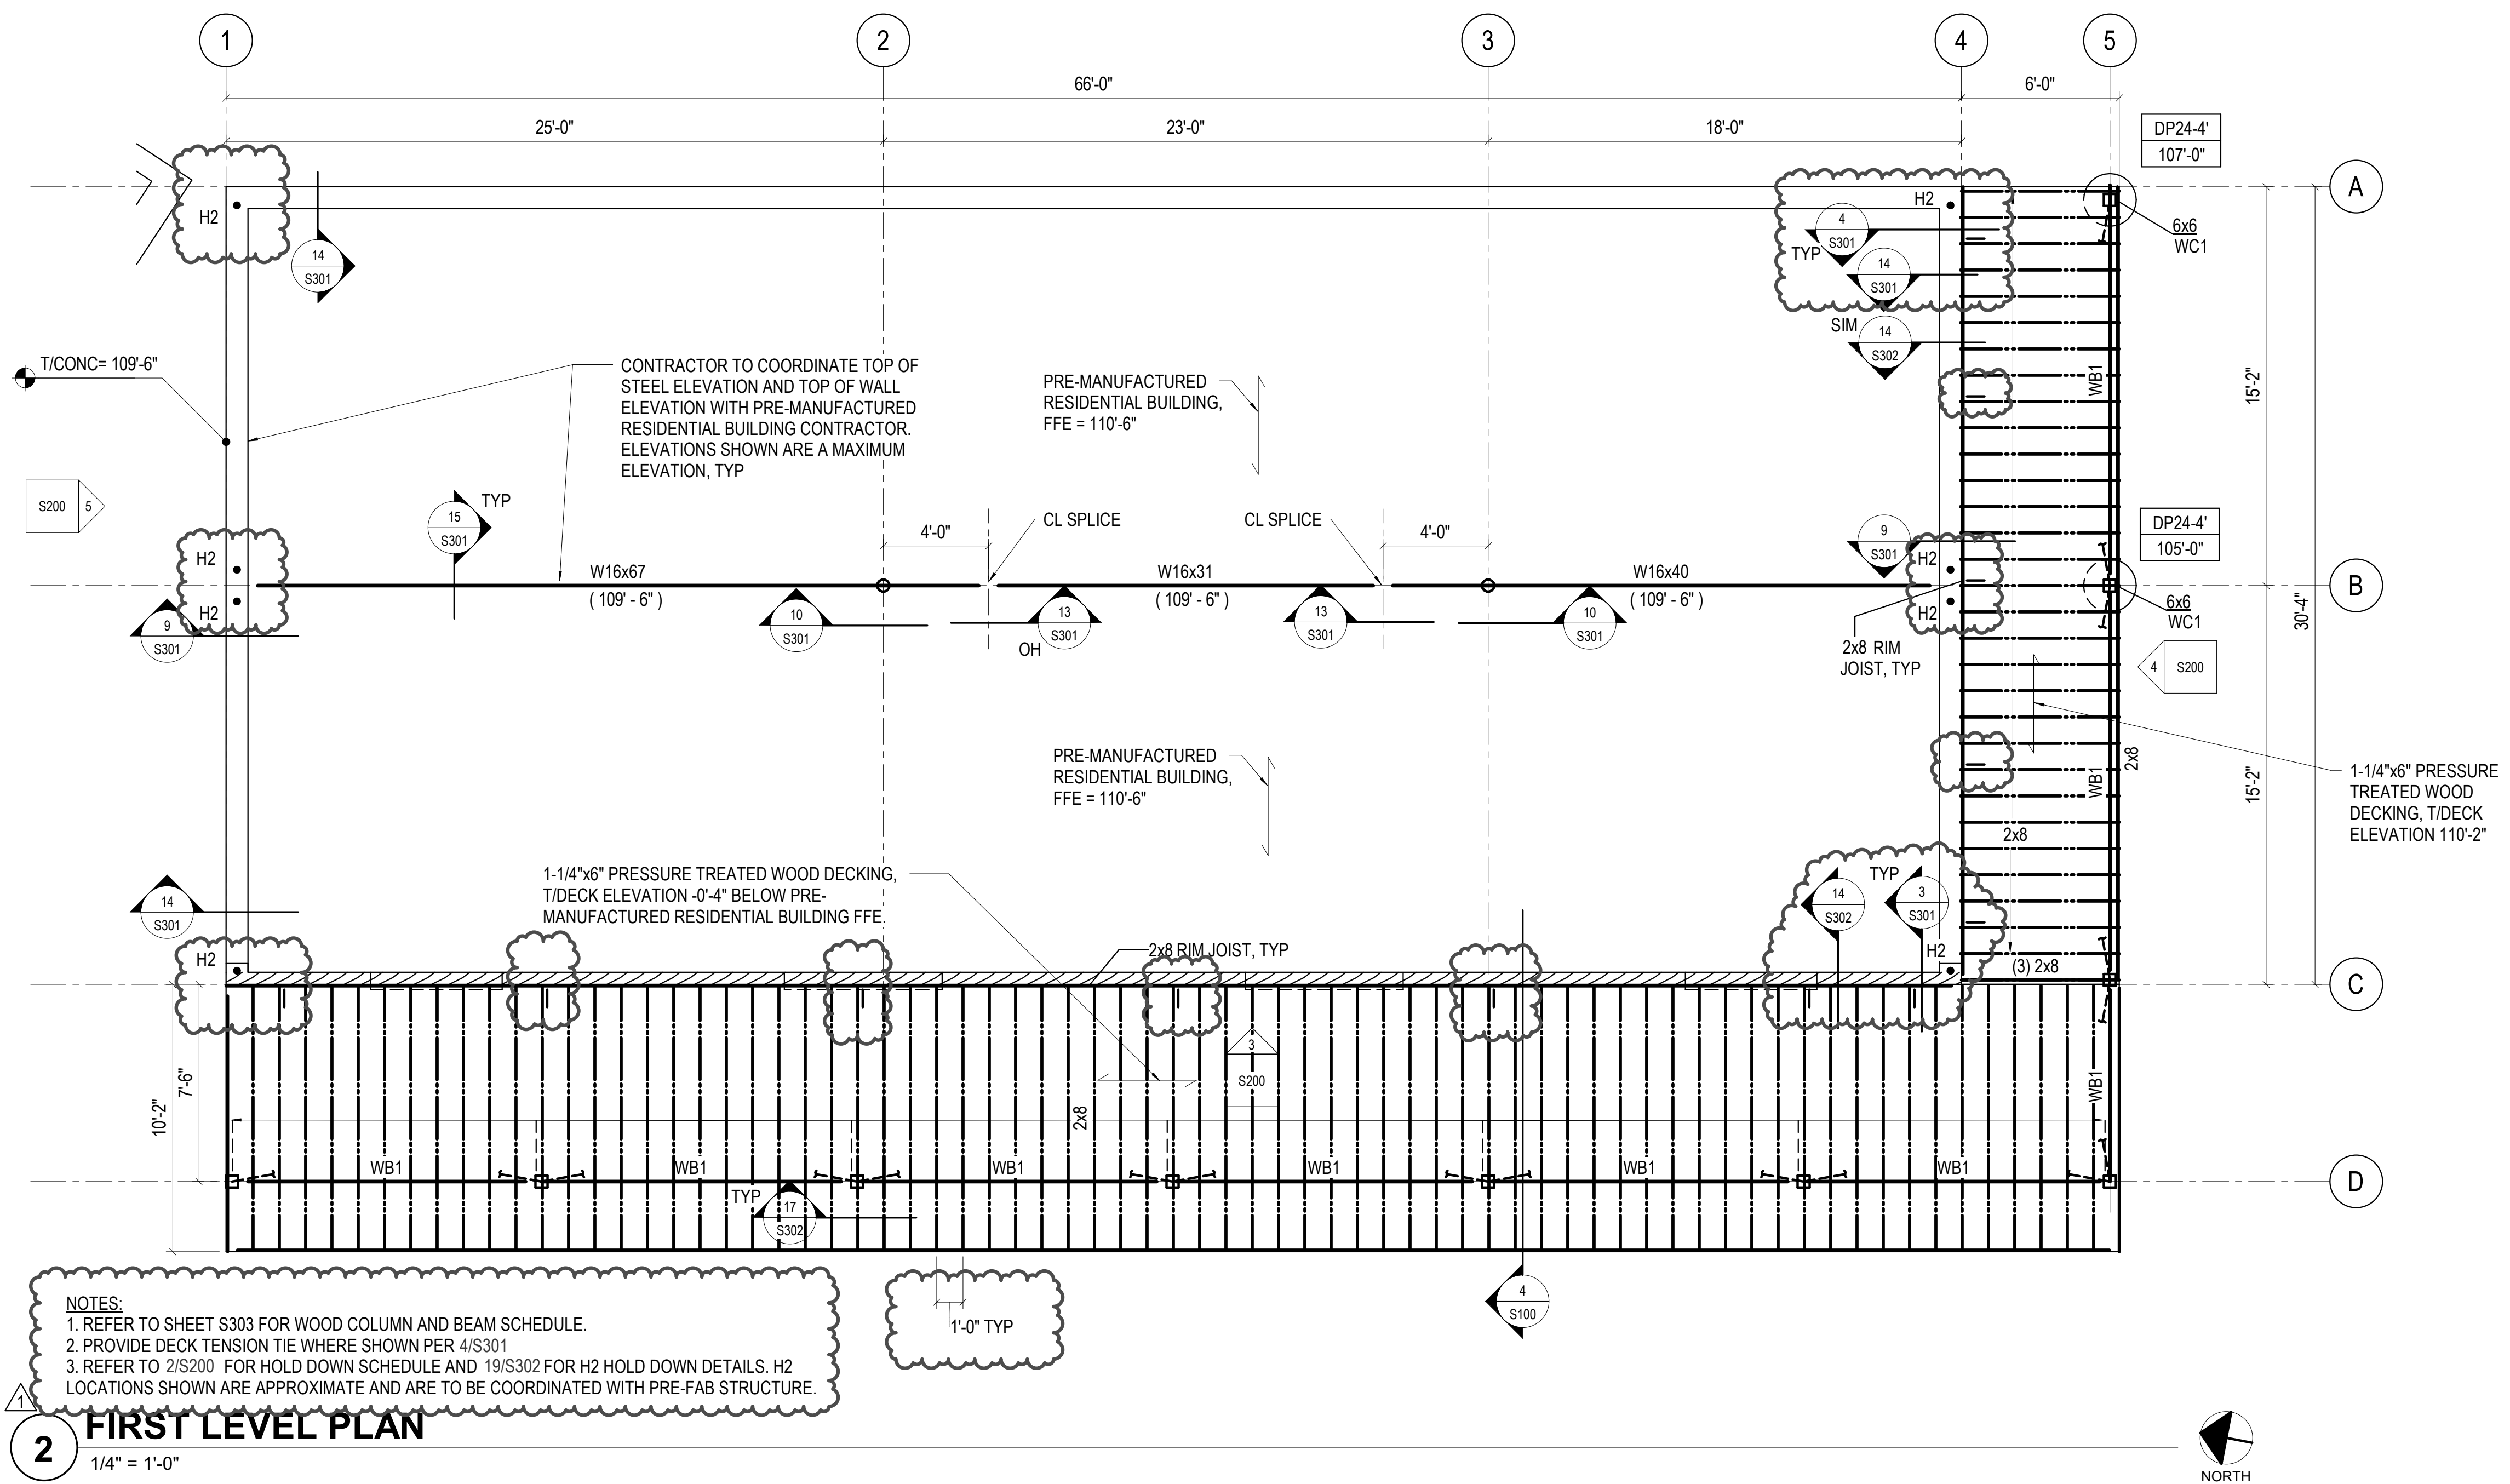 1
2
3
4
5
66'-0"
6'-0"
25'-0"
23'-0"
18'-0"
DP24-4'
107'-0"
A
H2
14
S301
H2
4
S301
TYP
14
S301
6x6
WC1
SIM
14
S302
T/CONC= 109'-6"
CONTRACTOR TO COORDINATE TOP OF
STEEL ELEVATION AND TOP OF WALL
ELEVATION WITH PRE-MANUFACTURED
RESIDENTIAL BUILDING CONTRACTOR.
ELEVATIONS SHOWN ARE A MAXIMUM
ELEVATION, TYP
PRE-MANUFACTURED
RESIDENTIAL BUILDING,
FFE = 110'-6"
WB1
15'-2"
S200
5
15
S301
TYP
4'-0"
CL SPLICE
CL SPLICE
4'-0"
9
S301
DP24-4'
105'-0"
H2
H2
W16x67
( 109' - 6" )
W16x31
( 109' - 6" )
W16x40
( 109' - 6" )
H2
H2
B
6x6
WC1
30'-4"
9
S301
10
S301
13
S301
OH
13
S301
10
S301
2x8 RIM
JOIST, TYP
4
S200
PRE-MANUFACTURED
RESIDENTIAL BUILDING,
FFE = 110'-6"
WB1
2x8
15'-2"
1-1/4"x6" PRESSURE
TREATED WOOD
DECKING, T/DECK
ELEVATION 110'-2"
2x8
1-1/4"x6" PRESSURE TREATED WOOD DECKING,
T/DECK ELEVATION -0'-4" BELOW PRE-
MANUFACTURED RESIDENTIAL BUILDING FFE.
14
S301
TYP
14
S302
3
S301
H2
2x8 RIM JOIST, TYP
H2
(3) 2x8
C
7'-6"
10'-2"
3
S200
2x8
WB1
WB1
WB1
WB1
WB1
WB1
WB1
D
TYP
17
S302
4
S100
1'-0" TYP
NOTES:
1. REFER TO SHEET S303 FOR WOOD COLUMN AND BEAM SCHEDULE.
2. PROVIDE DECK TENSION TIE WHERE SHOWN PER 4/S301
3. REFER TO 2/S200 FOR HOLD DOWN SCHEDULE AND 19/S302 FOR H2 HOLD DOWN DETAILS. H2
LOCATIONS SHOWN ARE APPROXIMATE AND ARE TO BE COORDINATED WITH PRE-FAB STRUCTURE.
1
2
FIRST LEVEL PLAN
1/4" = 1'-0"
NORTH